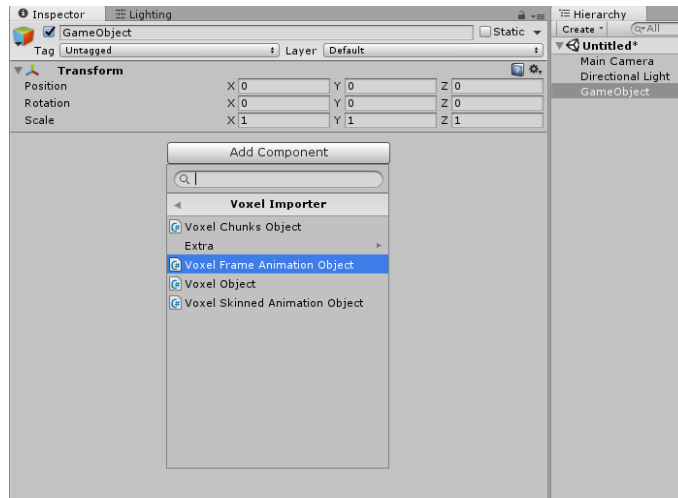 Inspector Lighting
GameObject Static
Tag Untagged Layer Default
Transform
Position X 0 Y 0 Z 0
Rotation X 0 Y 0 Z 0
Scale X 1 Y 1 Z 1
Add Component
Voxel Importer
Voxel Chunks Object
Extra
Voxel Frame Animation Object
Voxel Object
Voxel Skinned Animation Object
Hierarchy
Create All
Untitled*
Main Camera
Directional Light
GameObject